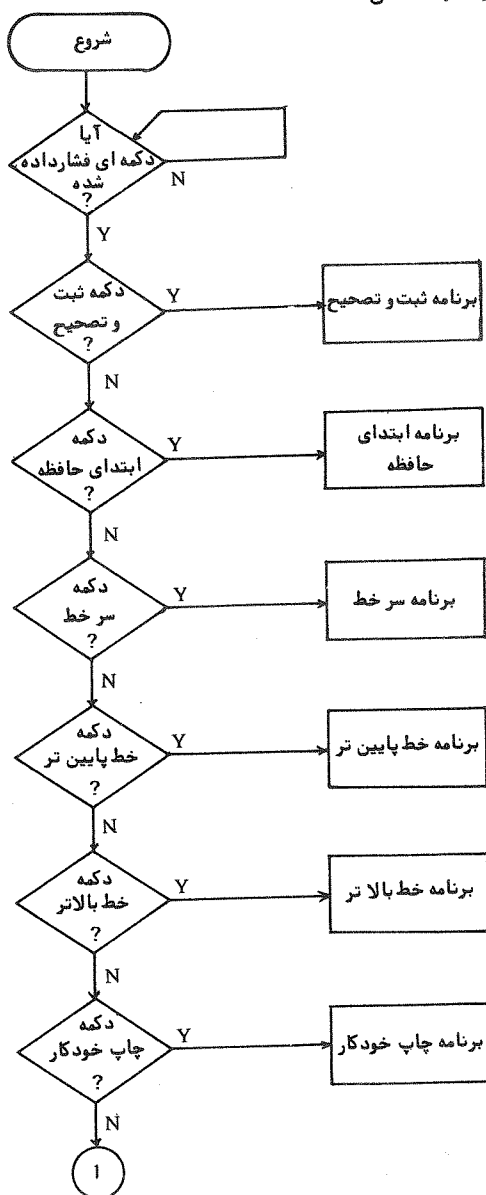 شروع
آیا
دکمه ای فشارداده
شده
?
N
Y
دکمه ثبت
و تصحیح
?
Y
برنامه ثبت و تصحیح
N
دکمه
ابتدای حافظه
?
Y
برنامه ابتدای
حافظه
N
دکمه
سر خط
?
Y
برنامه سر خط
N
دکمه
خط پایین تر
?
Y
برنامه خط پایین تر
N
دکمه
خط بالاتر
?
Y
برنامه خط بالا تر
N
دکمه
چاپ خودکار
?
Y
برنامه چاپ خودکار
N
۱